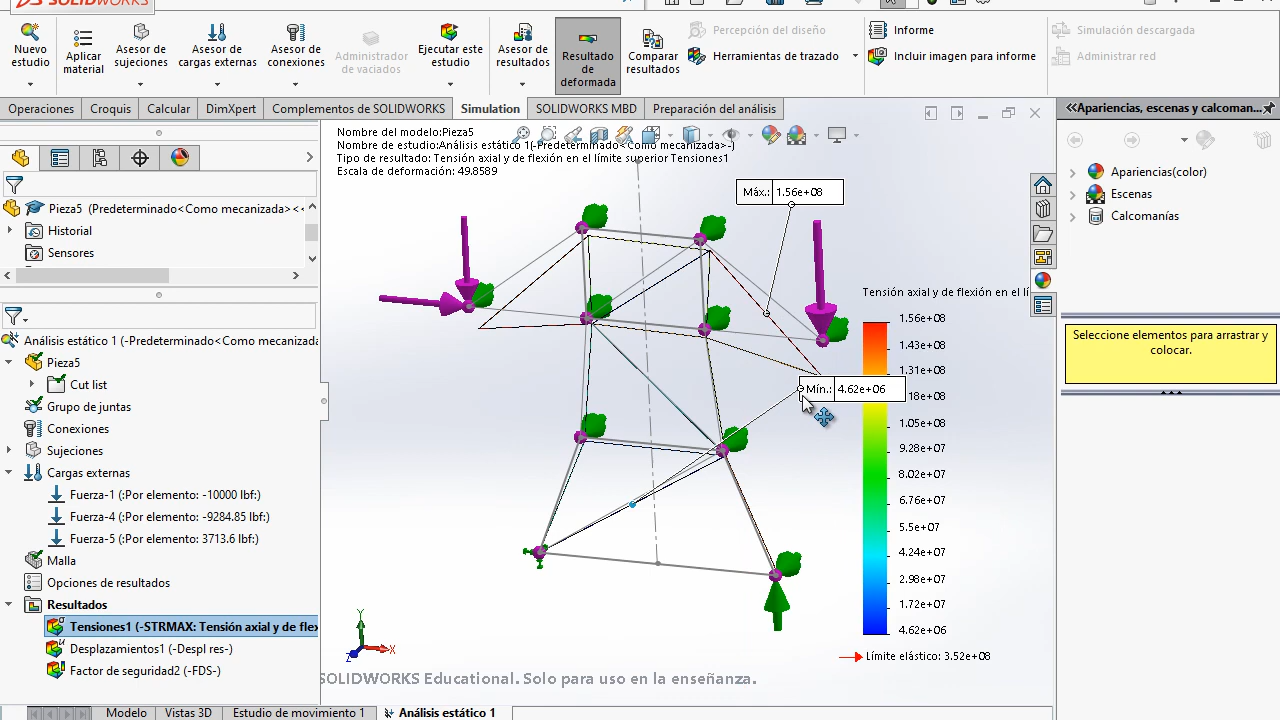 SOLIDWORKS
Nuevo estudio
Aplicar material
Asesor de sujeciones
Asesor de cargas externas
Asesor de conexiones
Administrador de vaciados
Ejecutar este estudio
Asesor de resultados
Resultado de deformada
Comparar resultados
Percepción del diseño
Herramientas de trazado
Informe
Incluir imagen para informe
Simulación descargada
Administrar red
Operaciones
Croquis
Calcular
DimXpert
Complementos de SOLIDWORKS
Simulation
SOLIDWORKS MBD
Preparación del análisis
Pieza5 (Predeterminado<Como mecanizada><
Historial
Sensores
Análisis estático 1 (-Predeterminado<Como mecanizada
Pieza5
Cut list
Grupo de juntas
Conexiones
Sujeciones
Cargas externas
Fuerza-1 (:Por elemento: -10000 lbf:)
Fuerza-4 (:Por elemento: -9284.85 lbf:)
Fuerza-5 (:Por elemento: 3713.6 lbf:)
Malla
Opciones de resultados
Resultados
Tensiones1 (-STRMAX: Tensión axial y de flex
Desplazamientos1 (-Despl res-)
Factor de seguridad2 (-FDS-)
Nombre del modelo:Pieza5
Nombre de estudio:Análisis estático 1(-Predeterminado<Como mecanizada>-)
Tipo de resultado: Tensión axial y de flexión en el límite superior Tensiones1
Escala de deformación: 49.8589
Máx.: 1.56e+08
Mín.: 4.62e+06
Tensión axial y de flexión en el lí
1.56e+08
1.43e+08
1.31e+08
.18e+08
1.05e+08
9.28e+07
8.02e+07
6.76e+07
5.5e+07
4.24e+07
2.98e+07
1.72e+07
4.62e+06
Límite elástico: 3.52e+08
Y
X
Z
SOLIDWORKS Educational. Solo para uso en la enseñanza.
Modelo
Vistas 3D
Estudio de movimiento 1
Análisis estático 1
Apariencias, escenas y calcoman...
Apariencias(color)
Escenas
Calcomanías
Seleccione elementos para arrastrar y
colocar.